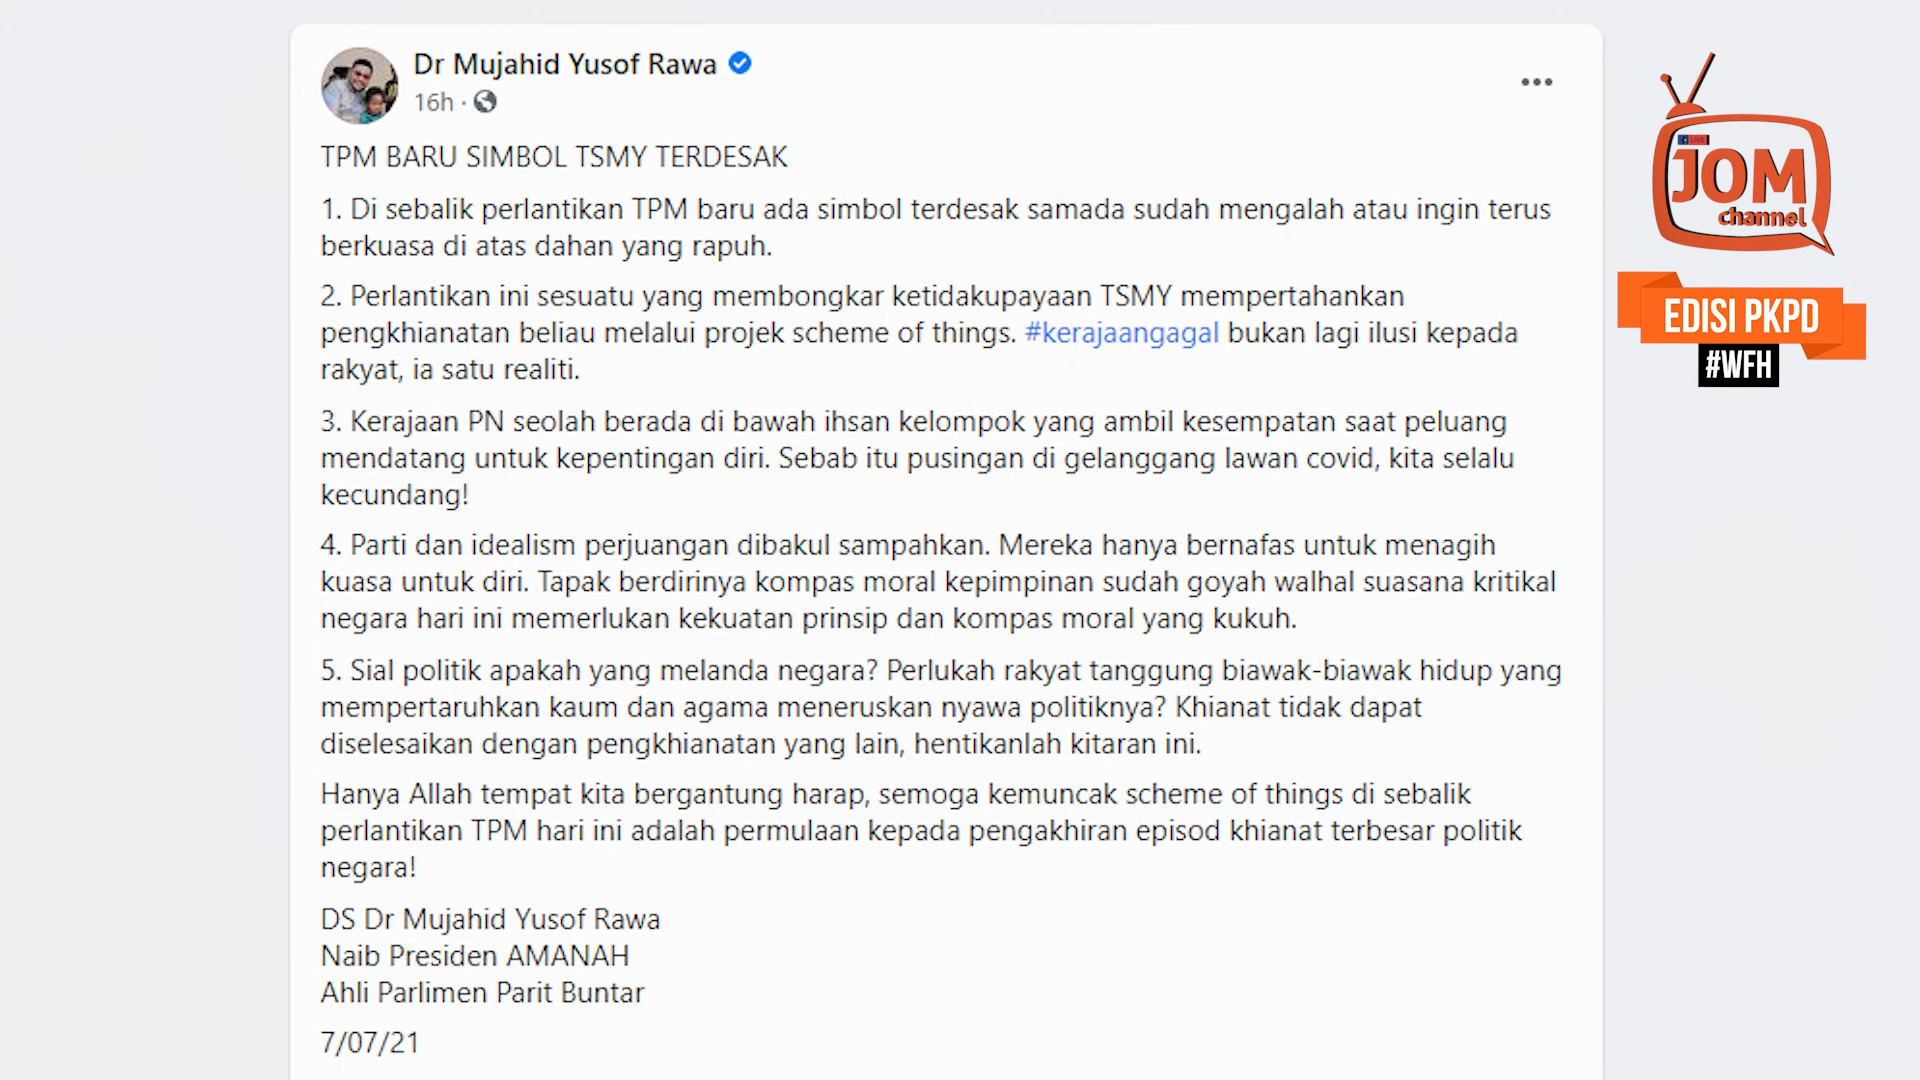 Dr Mujahid Yusof Rawa
16h ·
TPM BARU SIMBOL TSMY TERDESAK
1. Di sebalik perlantikan TPM baru ada simbol terdesak samada sudah mengalah atau ingin terus
berkuasa di atas dahan yang rapuh.
2. Perlantikan ini sesuatu yang membongkar ketidakupayaan TSMY mempertahankan
pengkhianatan beliau melalui projek scheme of things. #kerajaangagal bukan lagi ilusi kepada
rakyat, ia satu realiti.
3. Kerajaan PN seolah berada di bawah ihsan kelompok yang ambil kesempatan saat peluang
mendatang untuk kepentingan diri. Sebab itu pusingan di gelanggang lawan covid, kita selalu
kecundang!
4. Parti dan idealism perjuangan dibakul sampahkan. Mereka hanya bernafas untuk menagih
kuasa untuk diri. Tapak berdirinya kompas moral kepimpinan sudah goyah walhal suasana kritikal
negara hari ini memerlukan kekuatan prinsip dan kompas moral yang kukuh.
5. Sial politik apakah yang melanda negara? Perlukah rakyat tanggung biawak-biawak hidup yang
mempertaruhkan kaum dan agama meneruskan nyawa politiknya? Khianat tidak dapat
diselesaikan dengan pengkhianatan yang lain, hentikanlah kitaran ini.
Hanya Allah tempat kita bergantung harap, semoga kemuncak scheme of things di sebalik
perlantikan TPM hari ini adalah permulaan kepada pengakhiran episod khianat terbesar politik
negara!
DS Dr Mujahid Yusof Rawa
Naib Presiden AMANAH
Ahli Parlimen Parit Buntar
7/07/21
LIVE
JOM
channel
EDISI PKPD
#WFH